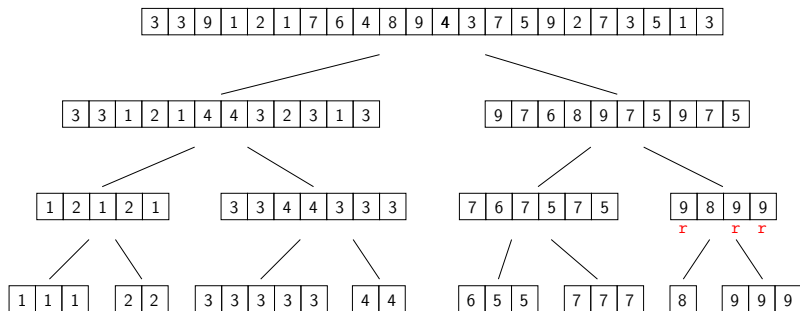 3 3 9 1 2 1 7 6 4 8 9 4 3 7 5 9 2 7 3 5 1 3
3 3 1 2 1 4 4 3 2 3 1 3 9 7 6 8 9 7 5 9 7 5
1 2 1 2 1 3 3 4 4 3 3 3 7 6 7 5 7 5 9 8 9 9
r r r
1 1 1 2 2 3 3 3 3 3 4 4 6 5 5 7 7 7 8 9 9 9